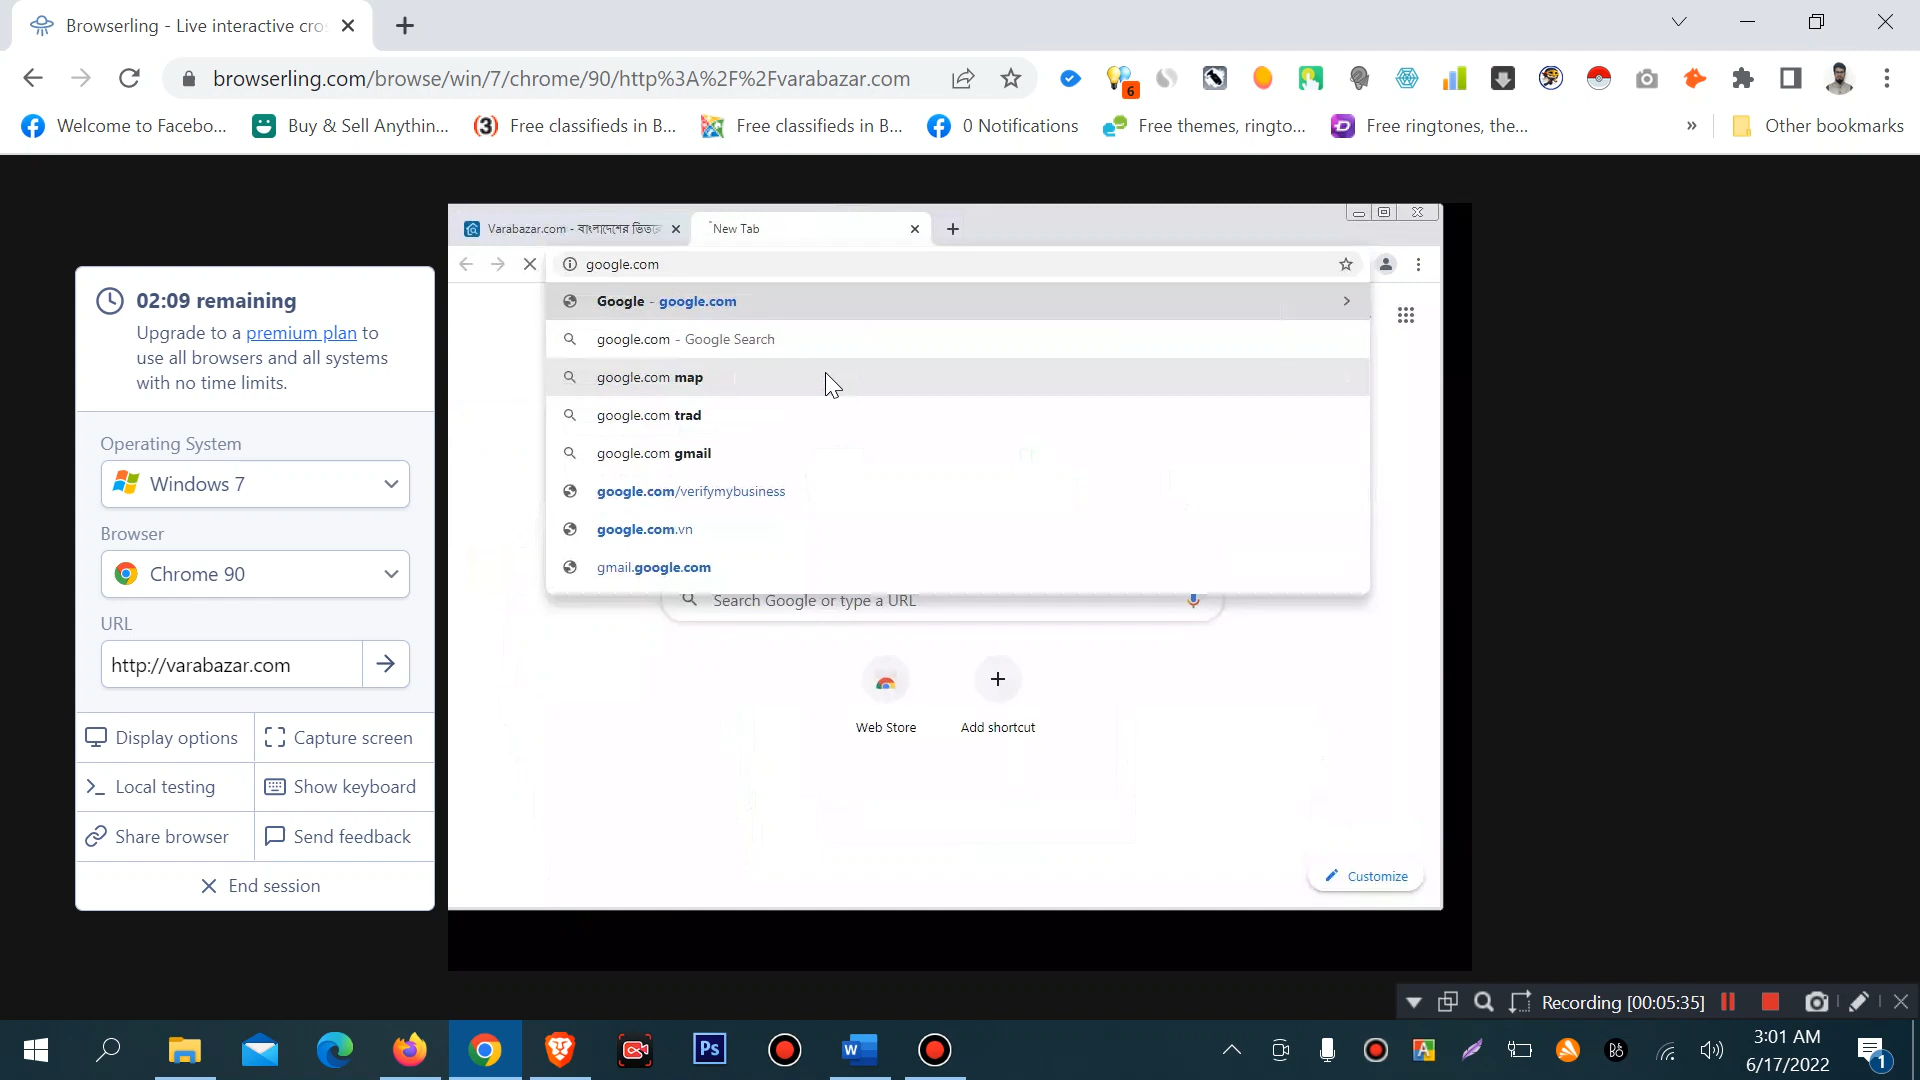 Browserling - Live interactive cro
browserling.com/browse/win/7/chrome/90/http%3A%2F%2Fvarabazar.com
6
Welcome to Facebo...
Buy & Sell Anythin...
Free classifieds in B...
Free classifieds in B...
0 Notifications
Free themes, ringto...
Free ringtones, the...
»
Other bookmarks
02:09 remaining
Upgrade to a premium plan to
use all browsers and all systems
with no time limits.
Operating System
Windows 7
Browser
Chrome 90
URL
http://varabazar.com
Display options
Capture screen
Local testing
Show keyboard
Share browser
Send feedback
End session
Varabazar.com - বাংলাদেশের ভিতরে
New Tab
google.com
Google - google.com
google.com - Google Search
google.com map
google.com trad
google.com gmail
google.com/verifymybusiness
google.com.vn
gmail.google.com
Search Google or type a URL
Web Store
Add shortcut
Customize
Recording [00:05:35]
Ps
W
A
3:01 AM
6/17/2022
1